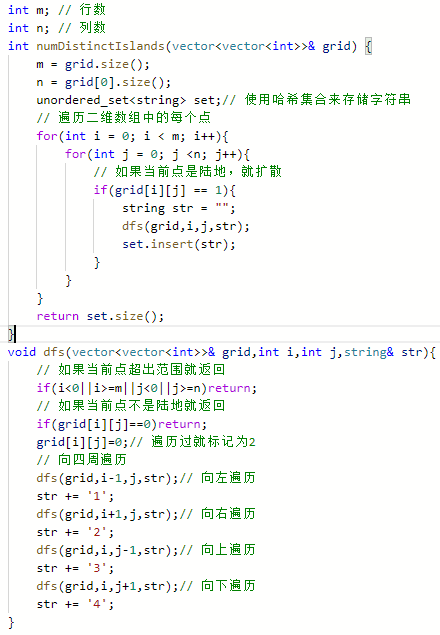 int m; // 行数
int n; // 列数
int numDistinctIslands(vector<vector<int>>& grid) {
    m = grid.size();
    n = grid[0].size();
    unordered_set<string> set;// 使用哈希集合来存储字符串
    // 遍历二维数组中的每个点
    for(int i = 0; i < m; i++){
        for(int j = 0; j <n; j++){
            // 如果当前点是陆地，就扩散
            if(grid[i][j] == 1){
                string str = "";
                dfs(grid,i,j,str);
                set.insert(str);
            }
        }
    }
    return set.size();
}
void dfs(vector<vector<int>>& grid,int i,int j,string& str){
    // 如果当前点超出范围就返回
    if(i<0||i>=m||j<0||j>=n)return;
    // 如果当前点不是陆地就返回
    if(grid[i][j]==0)return;
    grid[i][j]=0;// 遍历过就标记为2
    // 向四周遍历
    dfs(grid,i-1,j,str);// 向左遍历
    str += '1';
    dfs(grid,i+1,j,str);// 向右遍历
    str += '2';
    dfs(grid,i,j-1,str);// 向上遍历
    str += '3';
    dfs(grid,i,j+1,str);// 向下遍历
    str += '4';
}